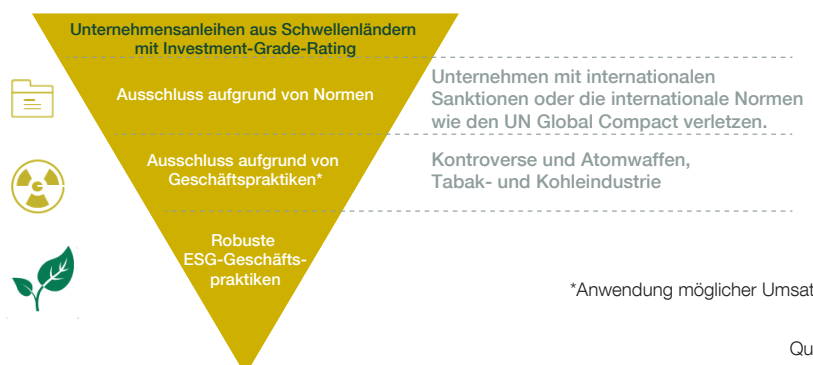 Unternehmensanleihen aus Schwellenländern
mit Investment-Grade-Rating
Ausschluss aufgrund von Normen
Unternehmen mit internationalen
Sanktionen oder die internationale Normen
wie den UN Global Compact verletzen.
Ausschluss aufgrund von
Geschäftspraktiken*
Kontroverse und Atomwaffen,
Tabak- und Kohleindustrie
Robuste
ESG-Geschäfts-
praktiken
*Anwendung möglicher Umsat
Qu